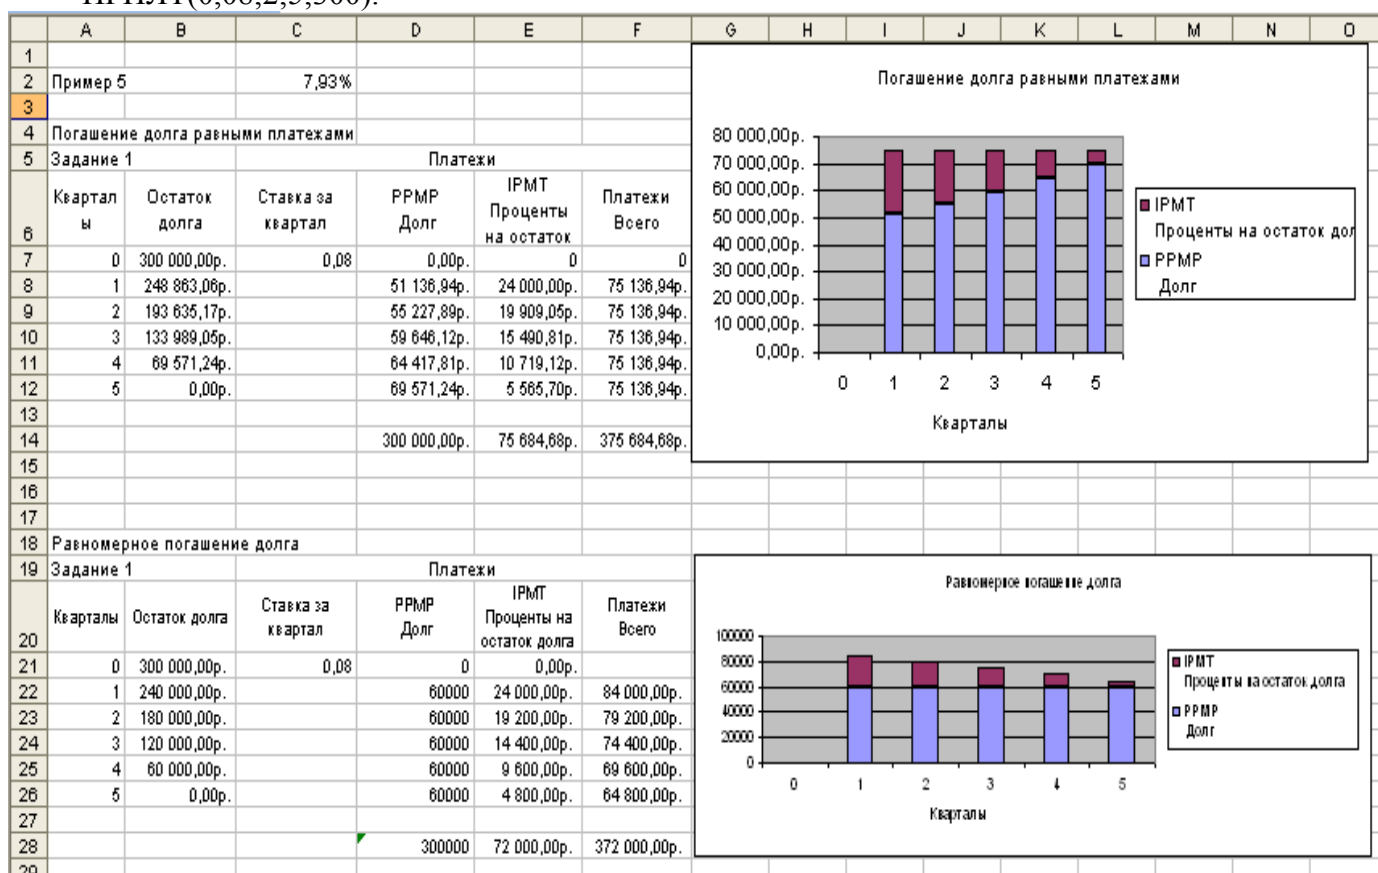 A B C D E F G H I J K L M N O
1
2 Пример 5 7,93%
3
4 Погашение долга равными платежами
5 Задание 1 Платежи
6 Кварталы Остаток долга Ставка за квартал PPMP Долг IPMT Проценты на остаток Платежи Всего
7 0 300 000,00р. 0,08 0,00р. 0 0
8 1 248 863,06р. 51 136,94р. 24 000,00р. 75 136,94р.
9 2 193 635,17р. 55 227,89р. 19 909,05р. 75 136,94р.
10 3 133 989,05р. 59 646,12р. 15 490,81р. 75 136,94р.
11 4 69 571,24р. 64 417,81р. 10 719,12р. 75 136,94р.
12 5 0,00р. 69 571,24р. 5 565,70р. 75 136,94р.
13
14 300 000,00р. 75 684,68р. 375 684,68р.
15
16
17
18 Равномерное погашение долга
19 Задание 1 Платежи
20 Кварталы Остаток долга Ставка за квартал PPMP Долг IPMT Проценты на остаток долга Платежи Всего
21 0 300 000,00р. 0,08 0 0,00р.
22 1 240 000,00р. 60000 24 000,00р. 84 000,00р.
23 2 180 000,00р. 60000 19 200,00р. 79 200,00р.
24 3 120 000,00р. 60000 14 400,00р. 74 400,00р.
25 4 60 000,00р. 60000 9 600,00р. 69 600,00р.
26 5 0,00р. 60000 4 800,00р. 64 800,00р.
27
28 300000 72 000,00р. 372 000,00р.
Погашение долга равными платежами
80 000,00р.
70 000,00р.
60 000,00р.
50 000,00р.
40 000,00р.
30 000,00р.
20 000,00р.
10 000,00р.
0,00р.
0 1 2 3 4 5
Кварталы
IPMT
Проценты на остаток дол
PPMP
Долг
Равномерное погашение долга
100000
80000
60000
40000
20000
0
0 1 2 3 4 5
Кварталы
IPMT
Проценты на остаток долга
PPMP
Долг